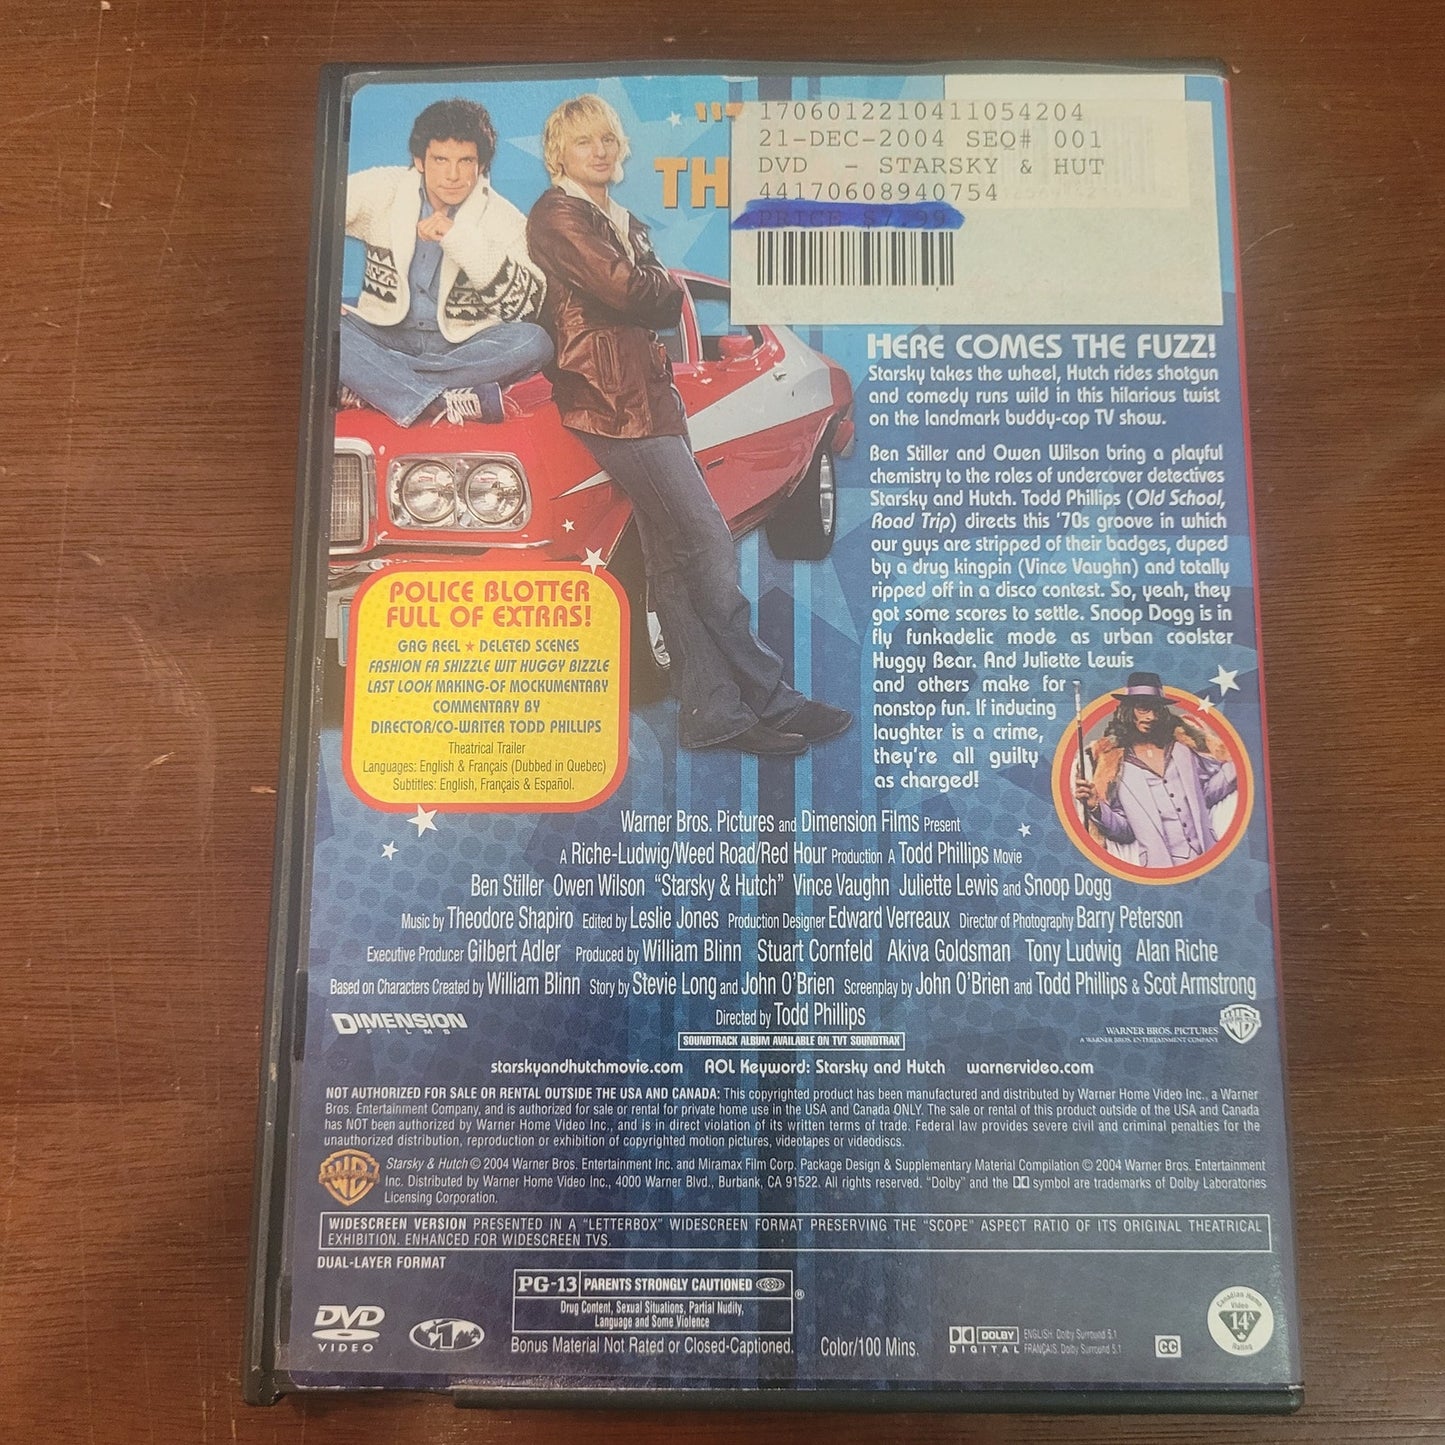 "T
TH
1706012210411054204
21-DEC-2004 SEQ# 001
DVD - STARSKY & HUT
44170608940754
PRICE $7.99
HERE COMES THE FUZZ!
Starsky takes the wheel, Hutch rides shotgun
and comedy runs wild in this hilarious twist
on the landmark buddy-cop TV show.
Ben Stiller and Owen Wilson bring a playful
chemistry to the roles of undercover detectives
Starsky and Hutch. Todd Phillips (Old School,
Road Trip) directs this '70s groove in which
our guys are stripped of their badges, duped
by a drug kingpin (Vince Vaughn) and totally
ripped off in a disco contest. So, yeah, they
got some scores to settle. Snoop Dogg is in
fly funkadelic mode as urban coolster
Huggy Bear. And Juliette Lewis
and others make for
nonstop fun. If inducing
laughter is a crime,
they're all guilty
as charged!
POLICE BLOTTER
FULL OF EXTRAS!
GAG REEL ★ DELETED SCENES
FASHION FA SHIZZLE WIT HUGGY BIZZLE
LAST LOOK MAKING-OF MOCKUMENTARY
COMMENTARY BY
DIRECTOR/CO-WRITER TODD PHILLIPS
Theatrical Trailer
Languages: English & Français (Dubbed in Quebec)
Subtitles: English, Français & Español.
Warner Bros. Pictures and Dimension Films Present
A Riche-Ludwig/Weed Road/Red Hour Production A Todd Phillips Movie
Ben Stiller Owen Wilson "Starsky & Hutch" Vince Vaughn Juliette Lewis and Snoop Dogg
Music by Theodore Shapiro Edited by Leslie Jones Production Designer Edward Verreaux Director of Photography Barry Peterson
Executive Producer Gilbert Adler Produced by William Blinn Stuart Cornfeld Akiva Goldsman Tony Ludwig Alan Riche
Based on Characters Created by William Blinn Story by Stevie Long and John O'Brien Screenplay by John O'Brien and Todd Phillips & Scot Armstrong
Directed by Todd Phillips
DIMENSION
FILMS
SOUNDTRACK ALBUM AVAILABLE ON TVT SOUNDTRAX
WARNER BROS. PICTURES
A WARNER BROS. ENTERTAINMENT COMPANY
starskyandhutchmovie.com AOL Keyword: Starsky and Hutch warnervideo.com
NOT AUTHORIZED FOR SALE OR RENTAL OUTSIDE THE USA AND CANADA: This copyrighted product has been manufactured and distributed by Warner Home Video Inc., a Warner
Bros. Entertainment Company, and is authorized for sale or rental for private home use in the USA and Canada ONLY. The sale or rental of this product outside of the USA and Canada
has NOT been authorized by Warner Home Video Inc., and is in direct violation of its written terms of trade. Federal law provides severe civil and criminal penalties for the
unauthorized distribution, reproduction or exhibition of copyrighted motion pictures, videotapes or videodiscs.
Starsky & Hutch © 2004 Warner Bros. Entertainment Inc. and Miramax Film Corp. Package Design & Supplementary Material Compilation © 2004 Warner Bros. Entertainment
Inc. Distributed by Warner Home Video Inc., 4000 Warner Blvd., Burbank, CA 91522. All rights reserved. "Dolby" and the DD symbol are trademarks of Dolby Laboratories
Licensing Corporation.
WIDESCREEN VERSION PRESENTED IN A "LETTERBOX" WIDESCREEN FORMAT PRESERVING THE "SCOPE" ASPECT RATIO OF ITS ORIGINAL THEATRICAL
EXHIBITION. ENHANCED FOR WIDESCREEN TVS.
DUAL-LAYER FORMAT
DVD
VIDEO
1
PG-13 PARENTS STRONGLY CAUTIONED ®
Drug Content, Sexual Situations, Partial Nudity,
Language and Some Violence
Bonus Material Not Rated or Closed-Captioned.
Color/100 Mins.
DOLBY
DIGITAL
ENGLISH: Dolby Surround 5.1
FRANÇAIS: Dolby Surround 5.1
CC
Canadian Home
Video
14A
Rating